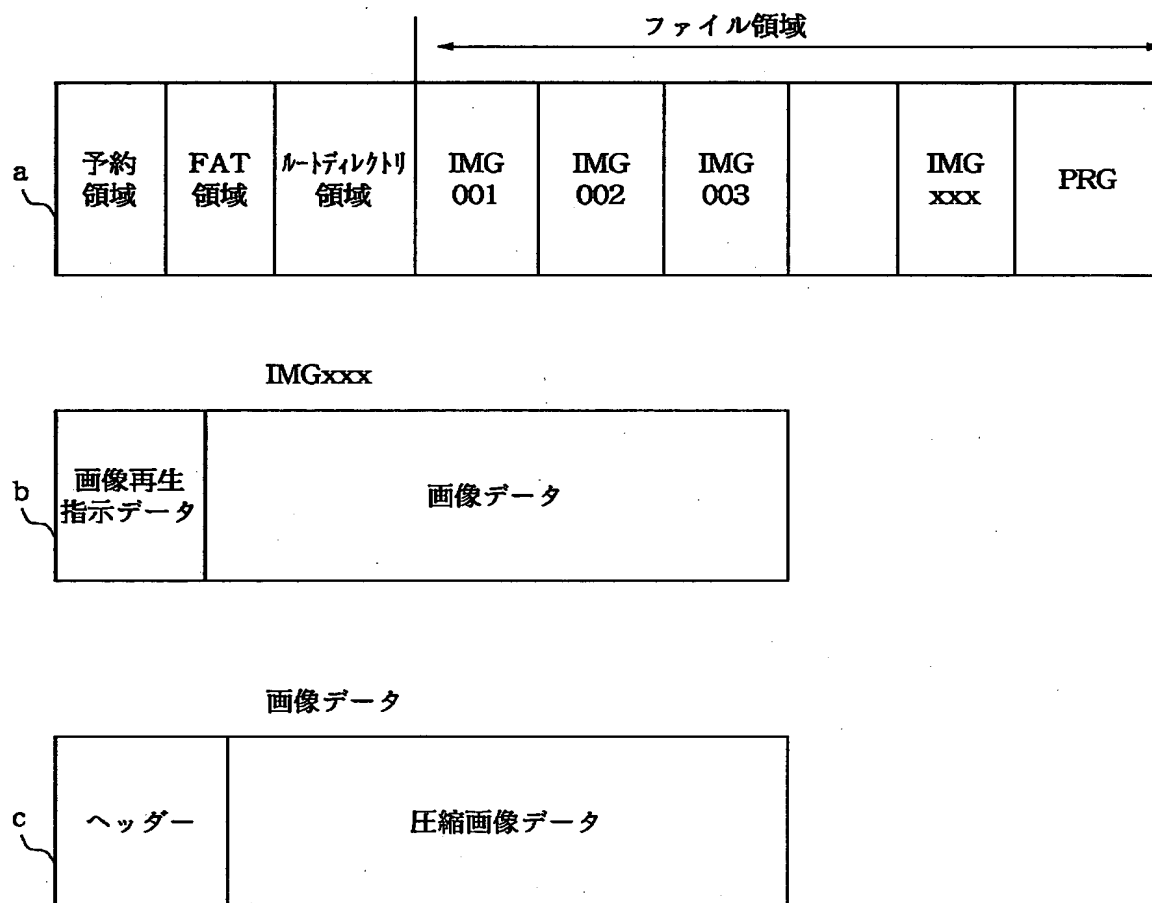 ファイル領域
a
予約
領域
FAT
領域
ルートディレクトリ
領域
IMG
001
IMG
002
IMG
003
IMG
xxx
PRG
IMGxxx
b
画像再生
指示データ
画像データ
画像データ
c
ヘッダー
圧縮画像データ